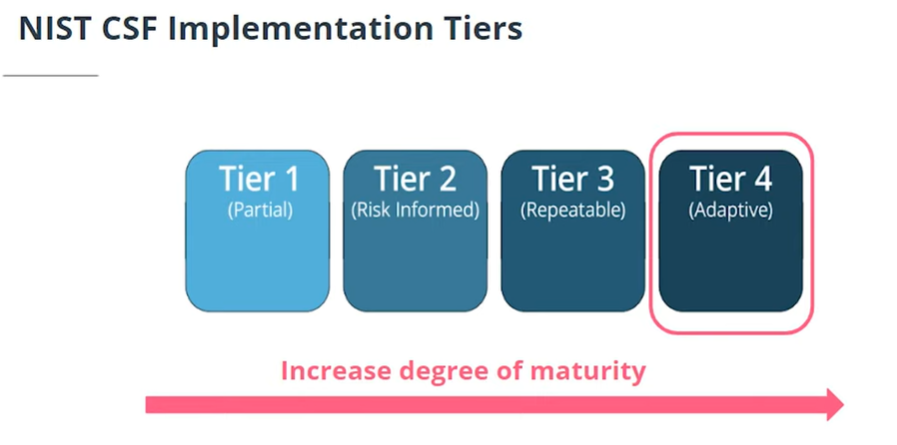 NIST CSF Implementation Tiers
Tier 1
(Partial)
Tier 2
(Risk Informed)
Tier 3
(Repeatable)
Tier 4
(Adaptive)
Increase degree of maturity